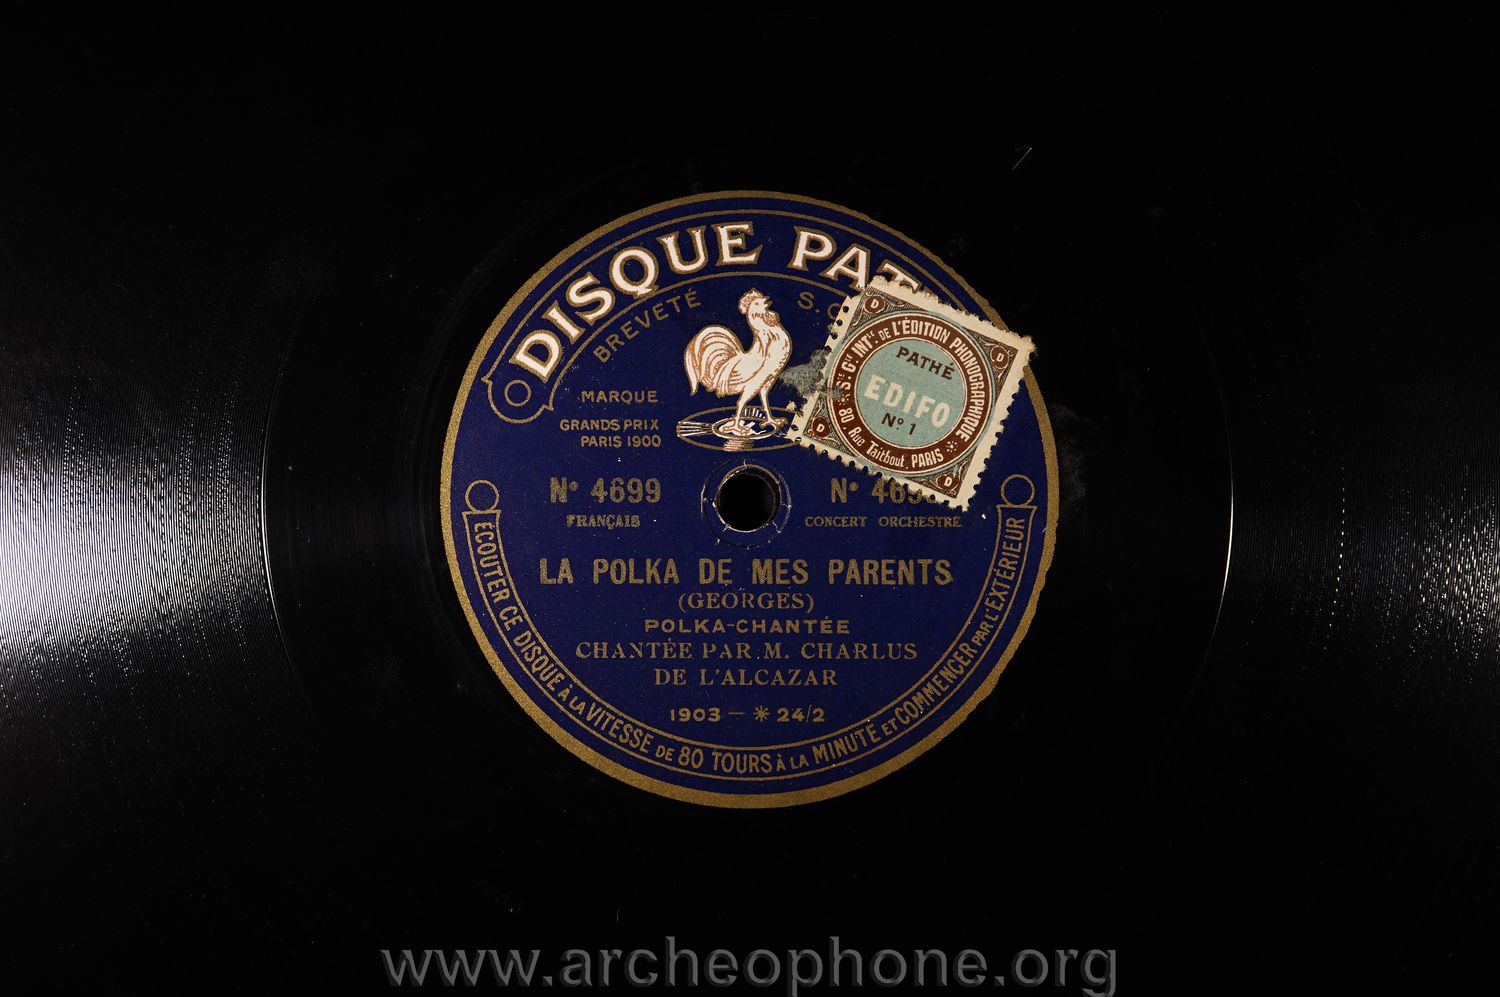 DISQUE
BREVETÉ
MARQUE
GRANDS PRIX
PARIS 1900
Sté. Gle. INTle. DE L'ÉDITION PHONOGRAPHIQUE
80, Rue Taitbout, PARIS
PATHÉ
EDIFO
Nº 1
D D D D
Nº 4699
FRANÇAIS
Nº
CONCERT ORCHESTRE
LA POLKA DE MES PARENTS
(GEORGES)
POLKA-CHANTÉE
CHANTÉE PAR M. CHARLUS
DE L'ALCAZAR
1903 - * 24/2
ÉCOUTER CE DISQUE À LA VITESSE DE 80 TOURS À LA MINUTE ET COMMENCER PAR L'EXTÉRIEUR
www.archeophone.org